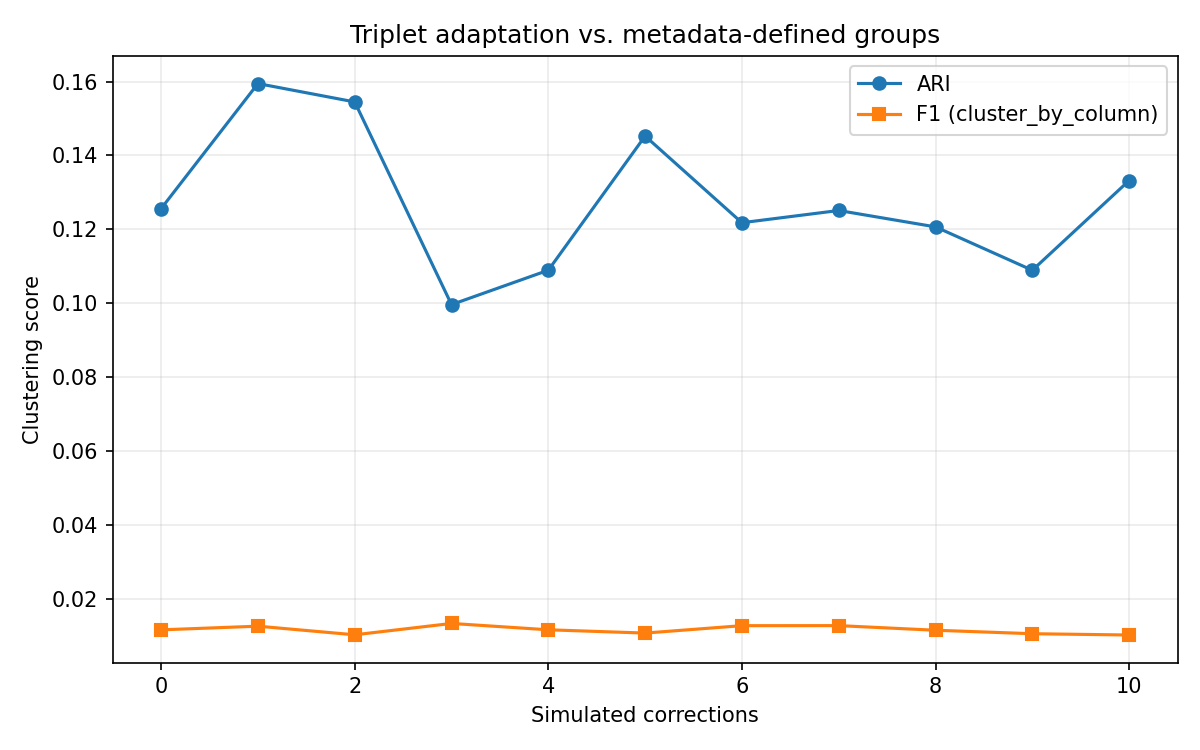 Triplet adaptation vs. metadata-defined groups
ARI
F1 (cluster_by_column)
Clustering score
0.16
0.14
0.12
0.10
0.08
0.06
0.04
0.02
0 2 4 6 8 10
Simulated corrections